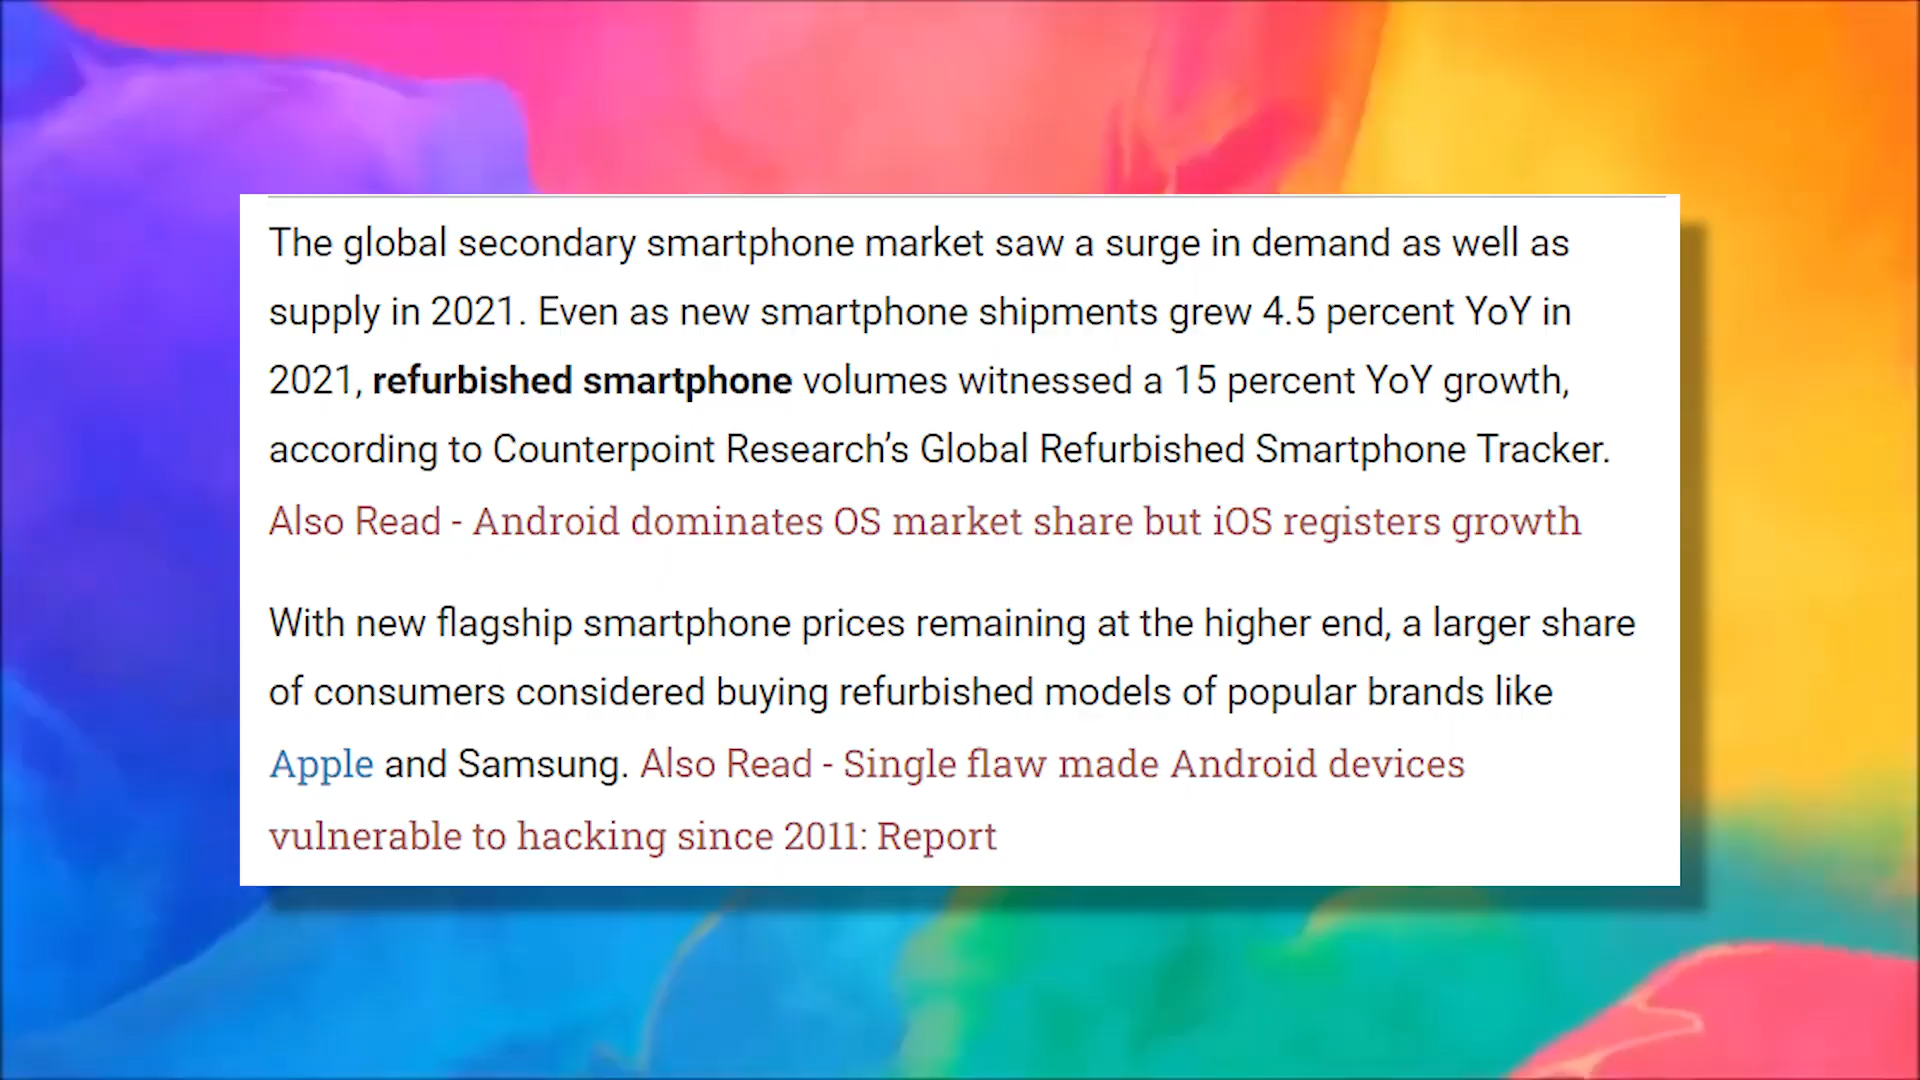 The global secondary smartphone market saw a surge in demand as well as
supply in 2021. Even as new smartphone shipments grew 4.5 percent YoY in
2021, refurbished smartphone volumes witnessed a 15 percent YoY growth,
according to Counterpoint Research’s Global Refurbished Smartphone Tracker.
Also Read - Android dominates OS market share but iOS registers growth
With new flagship smartphone prices remaining at the higher end, a larger share
of consumers considered buying refurbished models of popular brands like
Apple and Samsung. Also Read - Single flaw made Android devices
vulnerable to hacking since 2011: Report